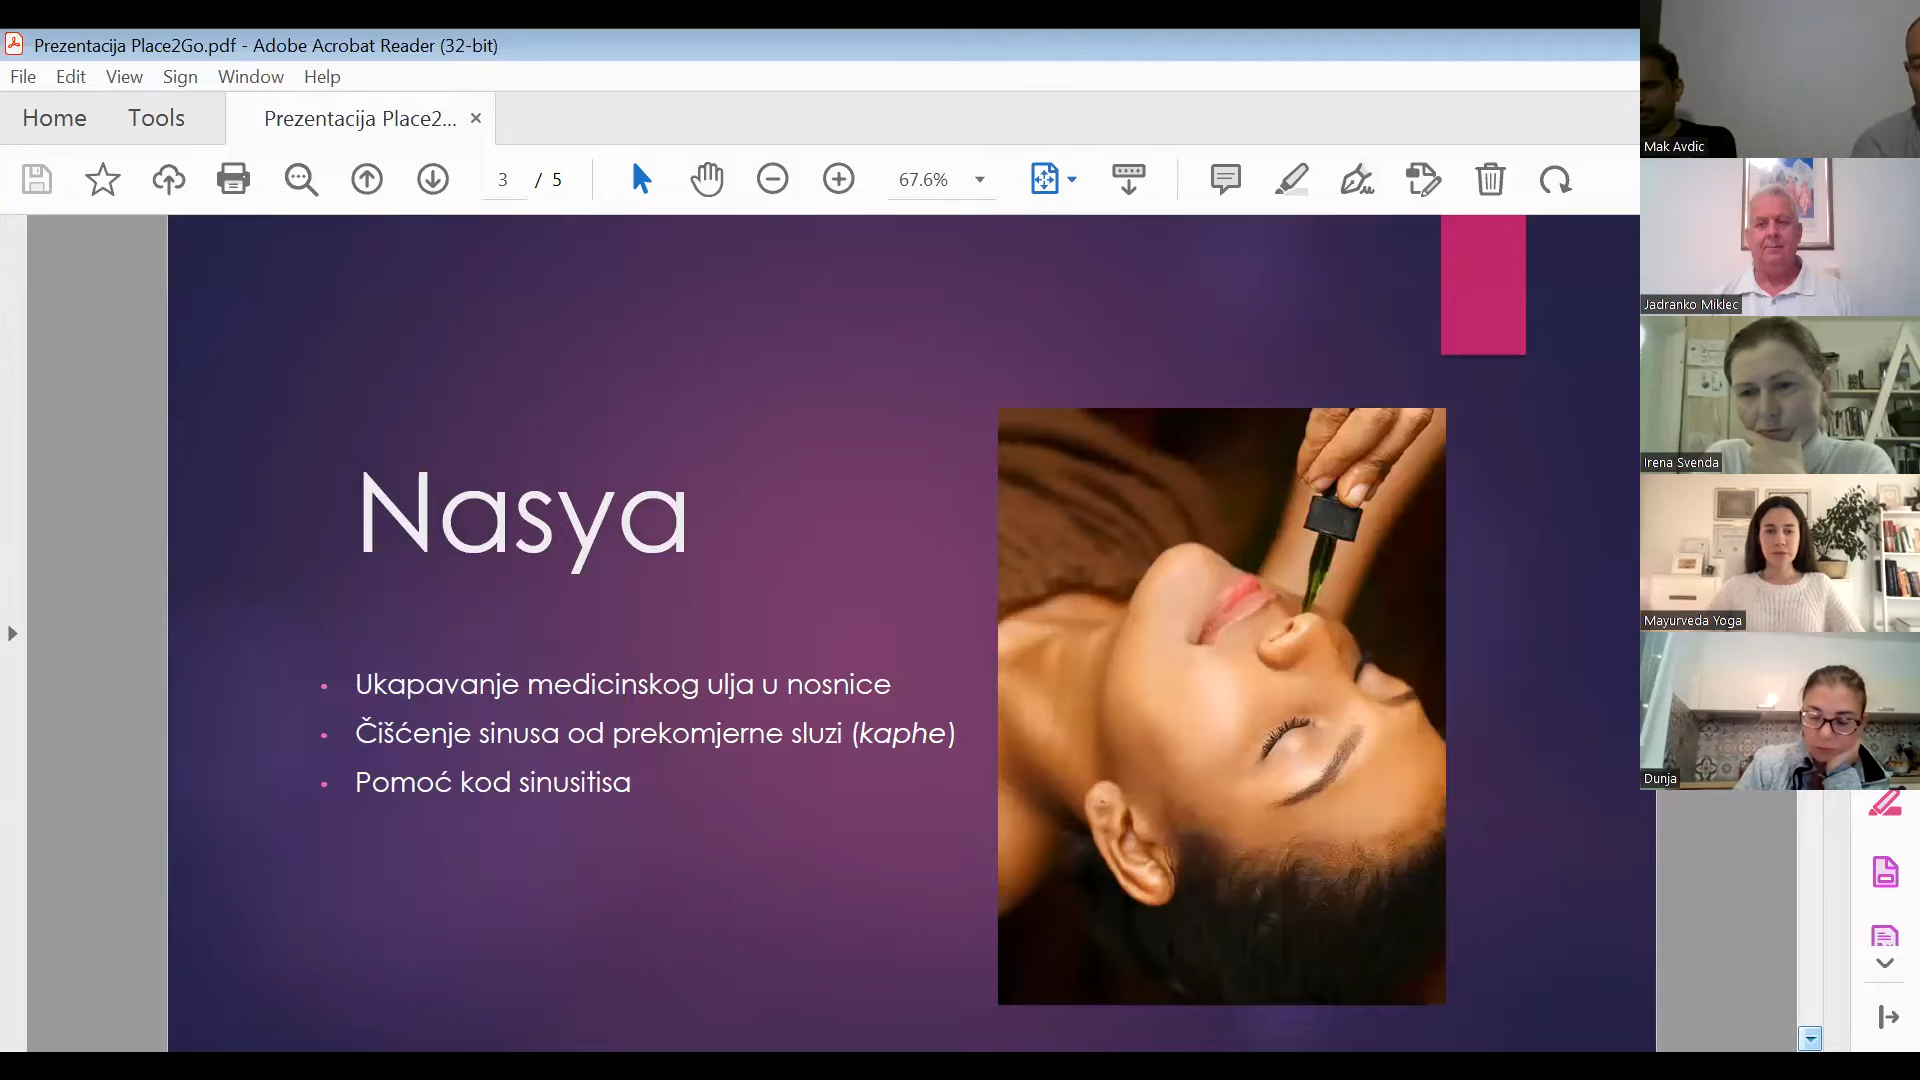 Prezentacija Place2Go.pdf - Adobe Acrobat Reader (32-bit)
File Edit View Sign Window Help
Home Tools Prezentacija Place2... ×
3 / 5 67.6%
Nasya
• Ukapavanje medicinskog ulja u nosnice
• Čišćenje sinusa od prekomjerne sluzi (kaphe)
• Pomoć kod sinusitisa
Mak Avdic
Jadranko Miklec
Irena Svenda
Mayurveda Yoga
Dunja